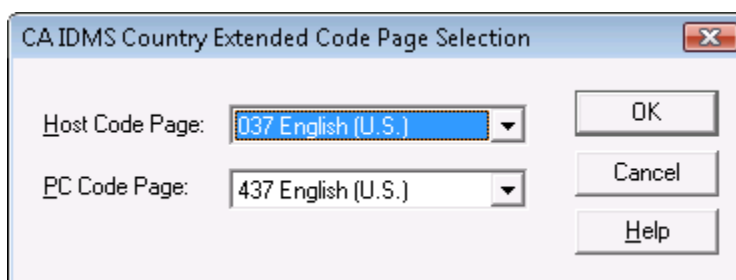 CA IDMS Country Extended Code Page Selection
Host Code Page: 037 English (U.S.) OK
PC Code Page: 437 English (U.S.) Cancel
Help